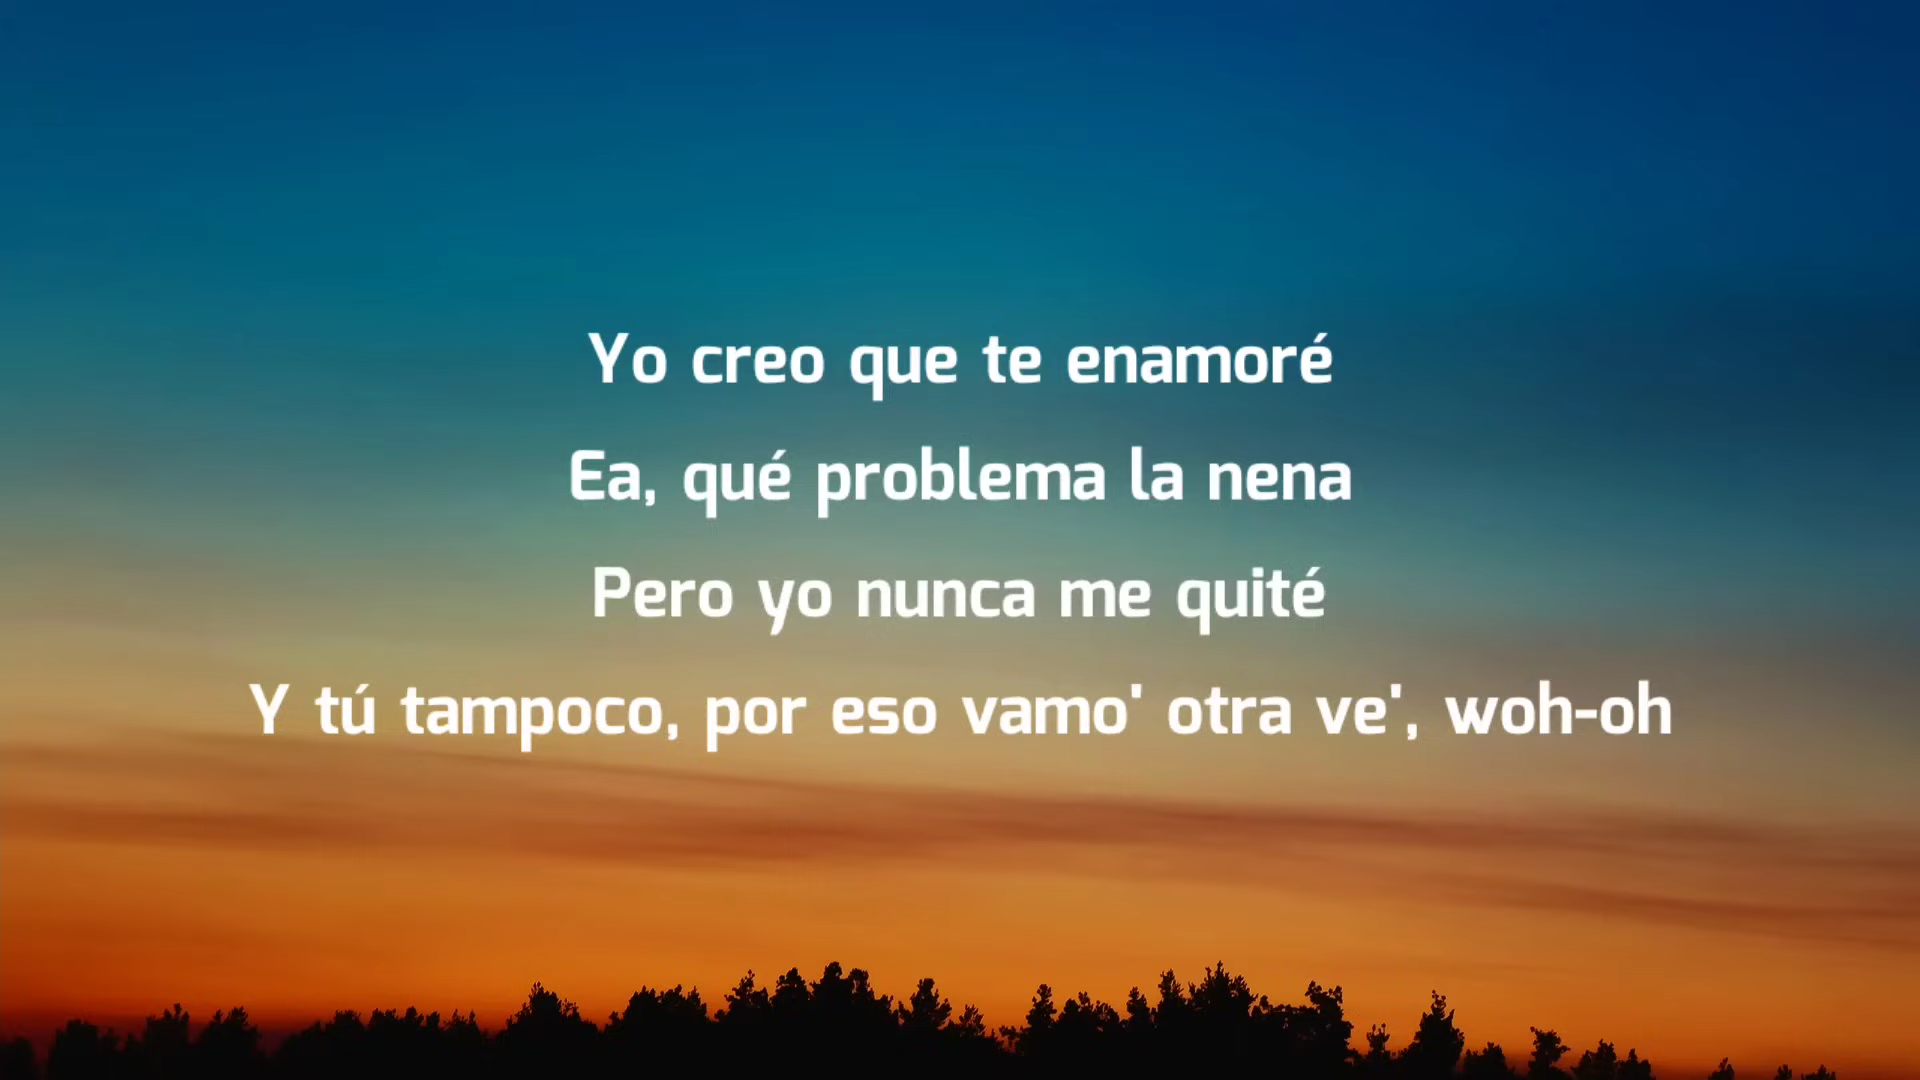 Yo creo que te enamoré
Ea, qué problema la nena
Pero yo nunca me quité
Y tú tampoco, por eso vamo' otra ve', woh-oh